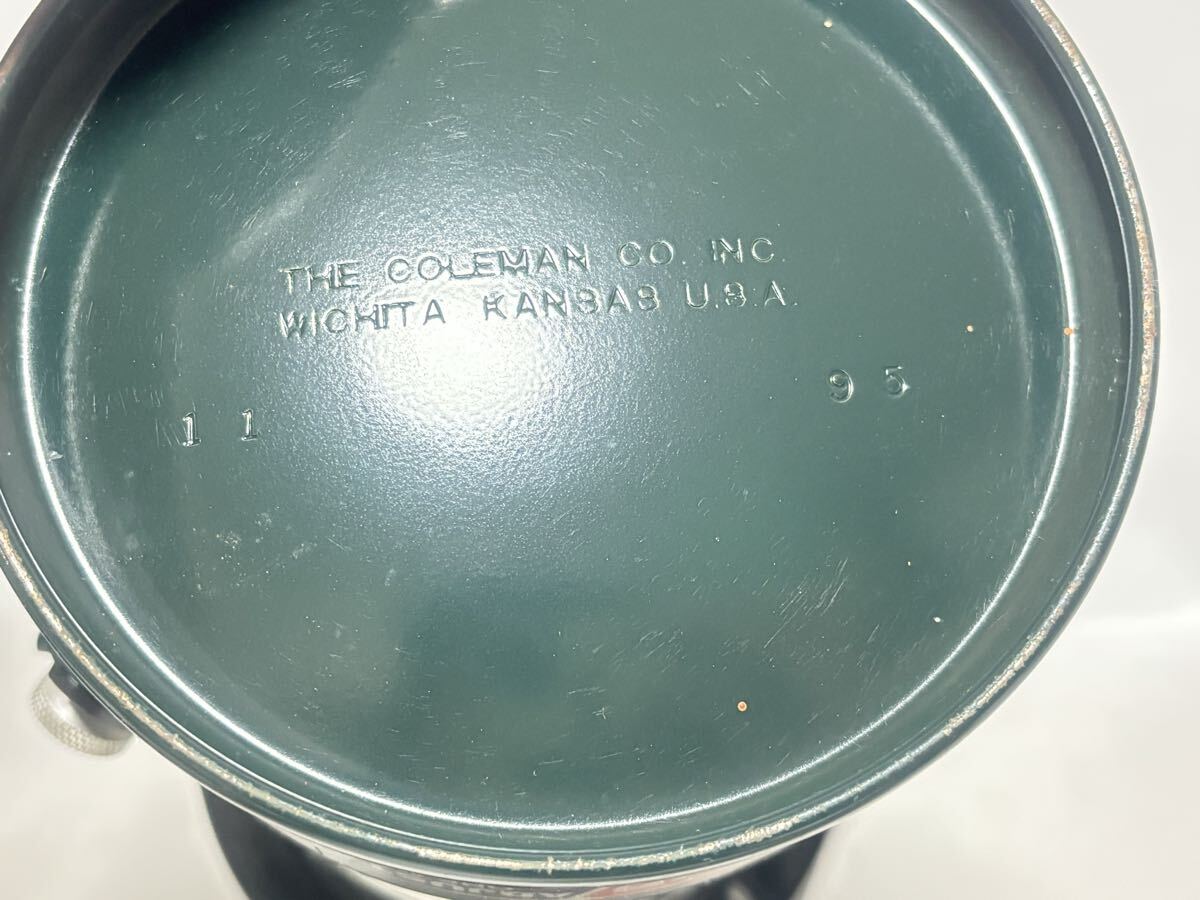 THE COLEMAN CO. INC.
WICHITA KANSAS U.S.A.
11 95